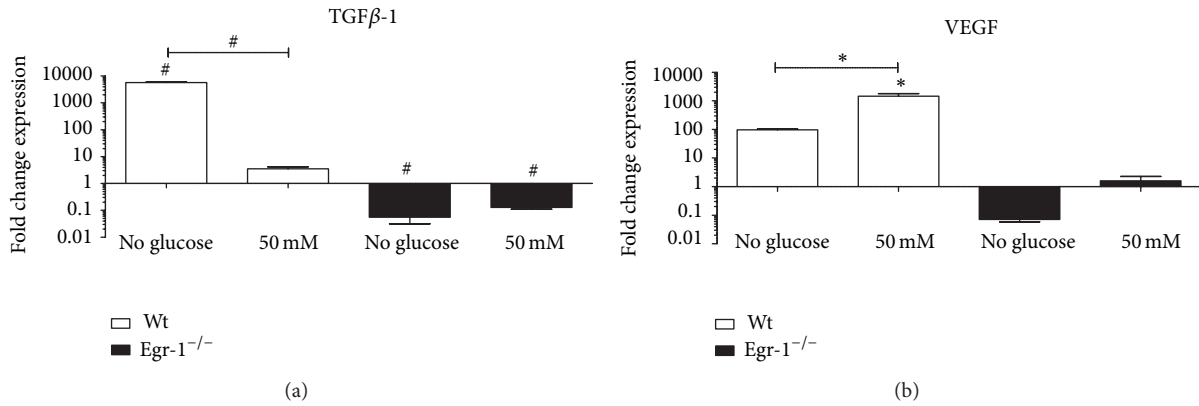 TGFβ-1
#
#
10000
1000
100
10
1
0.1
0.01
Fold change expression
#
#
No glucose 50 mM No glucose 50 mM
Wt
Egr-1−/−
(a)
VEGF
*
*
10000
1000
100
10
1
0.1
0.01
Fold change expression
No glucose 50 mM No glucose 50 mM
Wt
Egr-1−/−
(b)